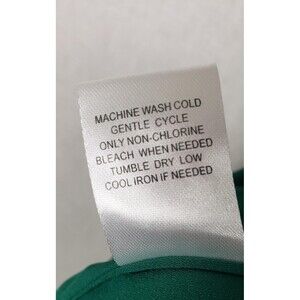 MACHINE WASH COLD
GENTLE CYCLE
ONLY NON-CHLORINE
BLEACH WHEN NEEDED
TUMBLE DRY LOW
COOL IRON IF NEEDED